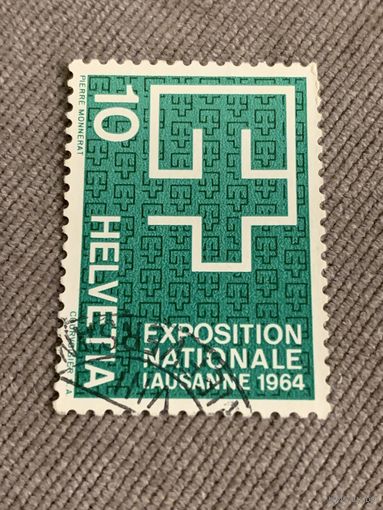 PIERRE MONNERAT
10
HELVETIA
EXPOSITION
NATIONALE
LAUSANNE 1964